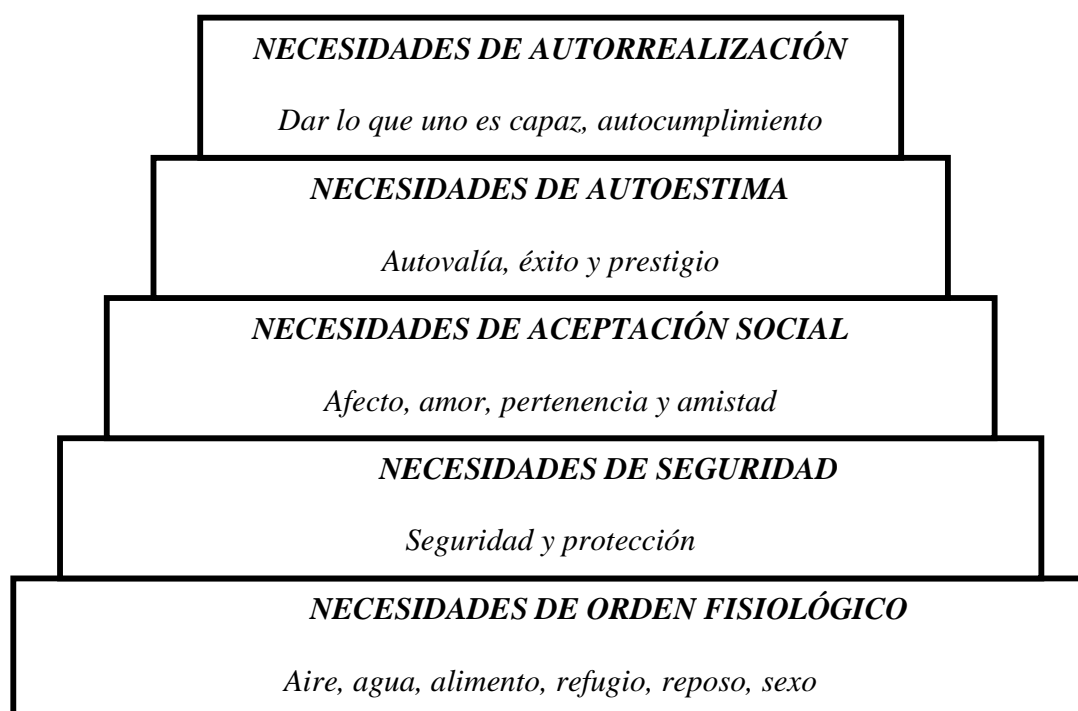 NECESIDADES DE AUTORREALIZACIÓN
Dar lo que uno es capaz, autocumplimiento
NECESIDADES DE AUTOESTIMA
Autovalía, éxito y prestigio
NECESIDADES DE ACEPTACIÓN SOCIAL
Afecto, amor, pertenencia y amistad
NECESIDADES DE SEGURIDAD
Seguridad y protección
NECESIDADES DE ORDEN FISIOLÓGICO
Aire, agua, alimento, refugio, reposo, sexo